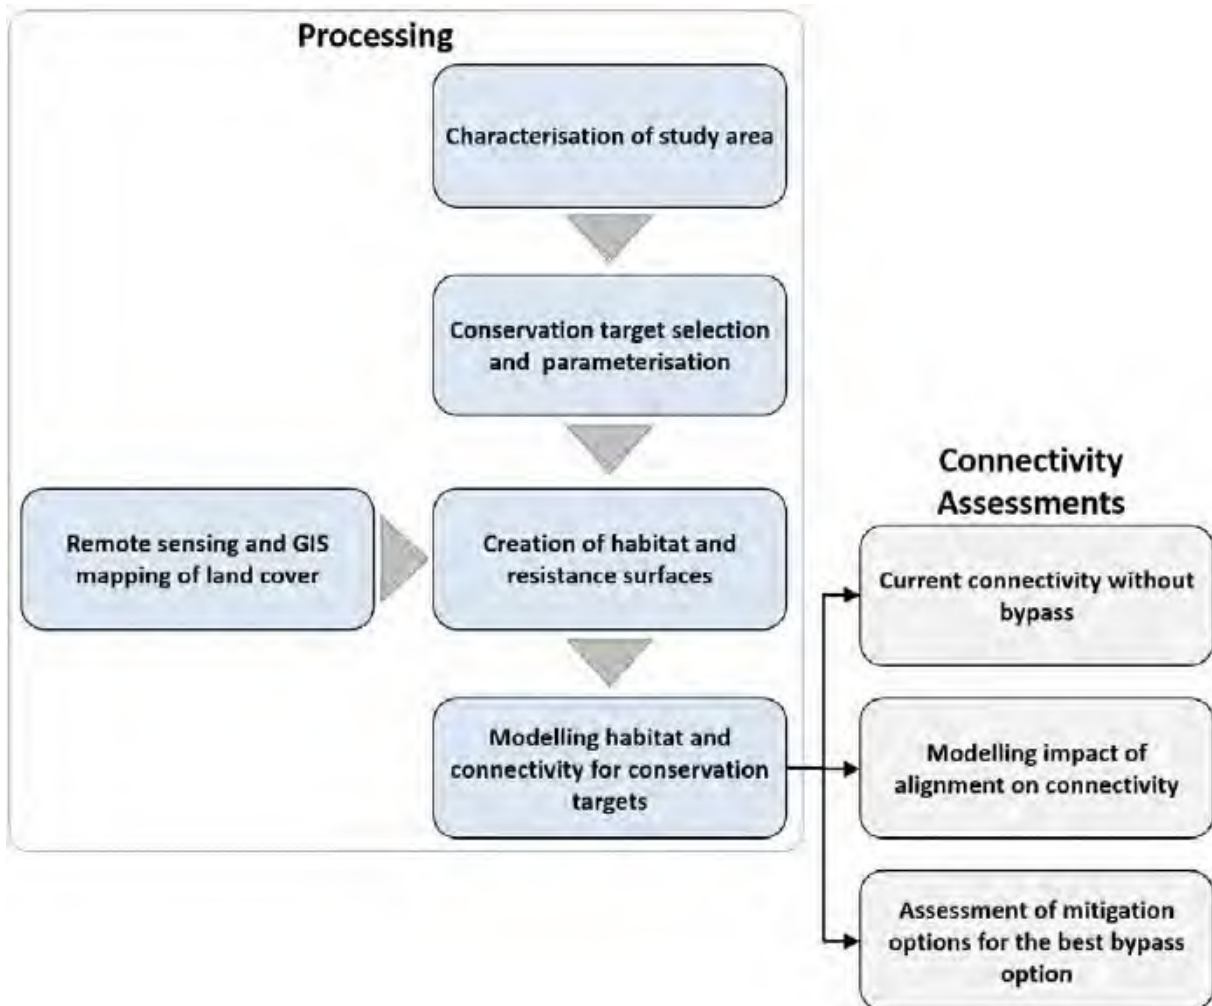 Processing
Characterisation of study area
Conservation target selection
and parameterisation
Remote sensing and GIS
mapping of land cover
Creation of habitat and
resistance surfaces
Modelling habitat and
connectivity for conservation
targets
Connectivity
Assessments
Current connectivity without
bypass
Modelling impact of
alignment on connectivity
Assessment of mitigation
options for the best bypass
option